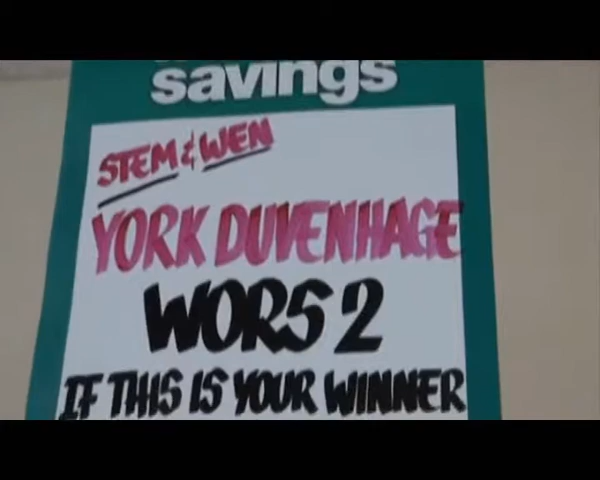 savings
STEM & WEN
YORK DUVENHAGE
WORS 2
IF THIS IS YOUR WINNER